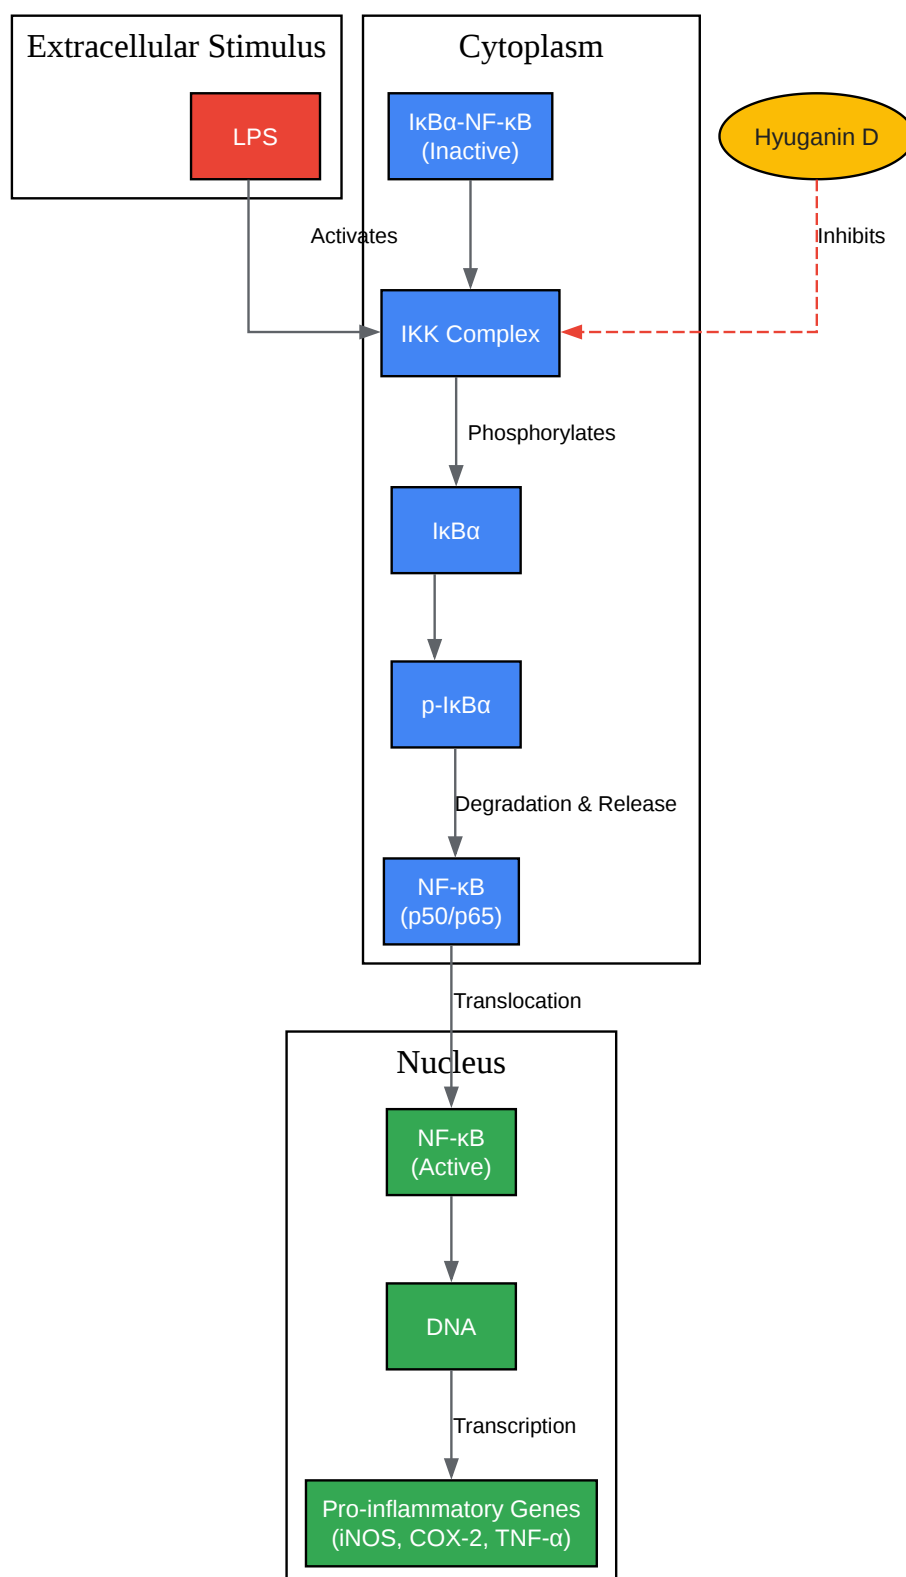 Extracellular Stimulus
Cytoplasm
LPS
IκBα-NF-κB
(Inactive)
Hyuganin D
Activates
Inhibits
IKK Complex
Phosphorylates
IκBα
p-IκBα
Degradation & Release
NF-κB
(p50/p65)
Translocation
Nucleus
NF-κB
(Active)
DNA
Transcription
Pro-inflammatory Genes
(iNOS, COX-2, TNF-α)